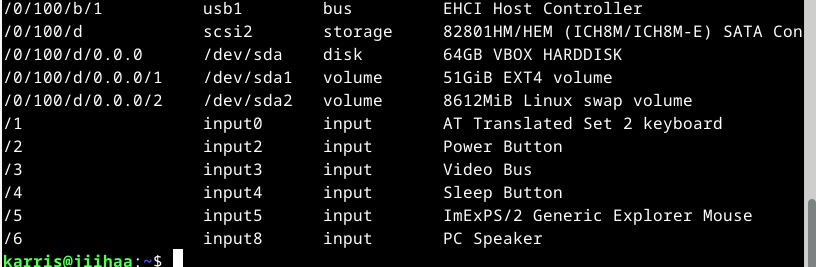 /0/100/b/1 usb1 bus EHCI Host Controller
/0/100/d scsi2 storage 82801HM/HEM (ICH8M/ICH8M-E) SATA Con
/0/100/d/0.0.0 /dev/sda disk 64GB VBOX HARDDISK
/0/100/d/0.0.0/1 /dev/sda1 volume 51GiB EXT4 volume
/0/100/d/0.0.0/2 /dev/sda2 volume 8612MiB Linux swap volume
/1 input0 input AT Translated Set 2 keyboard
/2 input2 input Power Button
/3 input3 input Video Bus
/4 input4 input Sleep Button
/5 input5 input ImExPS/2 Generic Explorer Mouse
/6 input8 input PC Speaker
karris@jiihaa:~$